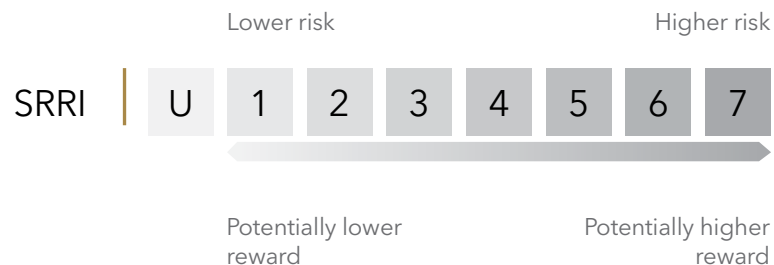 Lower risk Higher risk
SRRI U 1 2 3 4 5 6 7
Potentially lower Potentially higher
reward reward